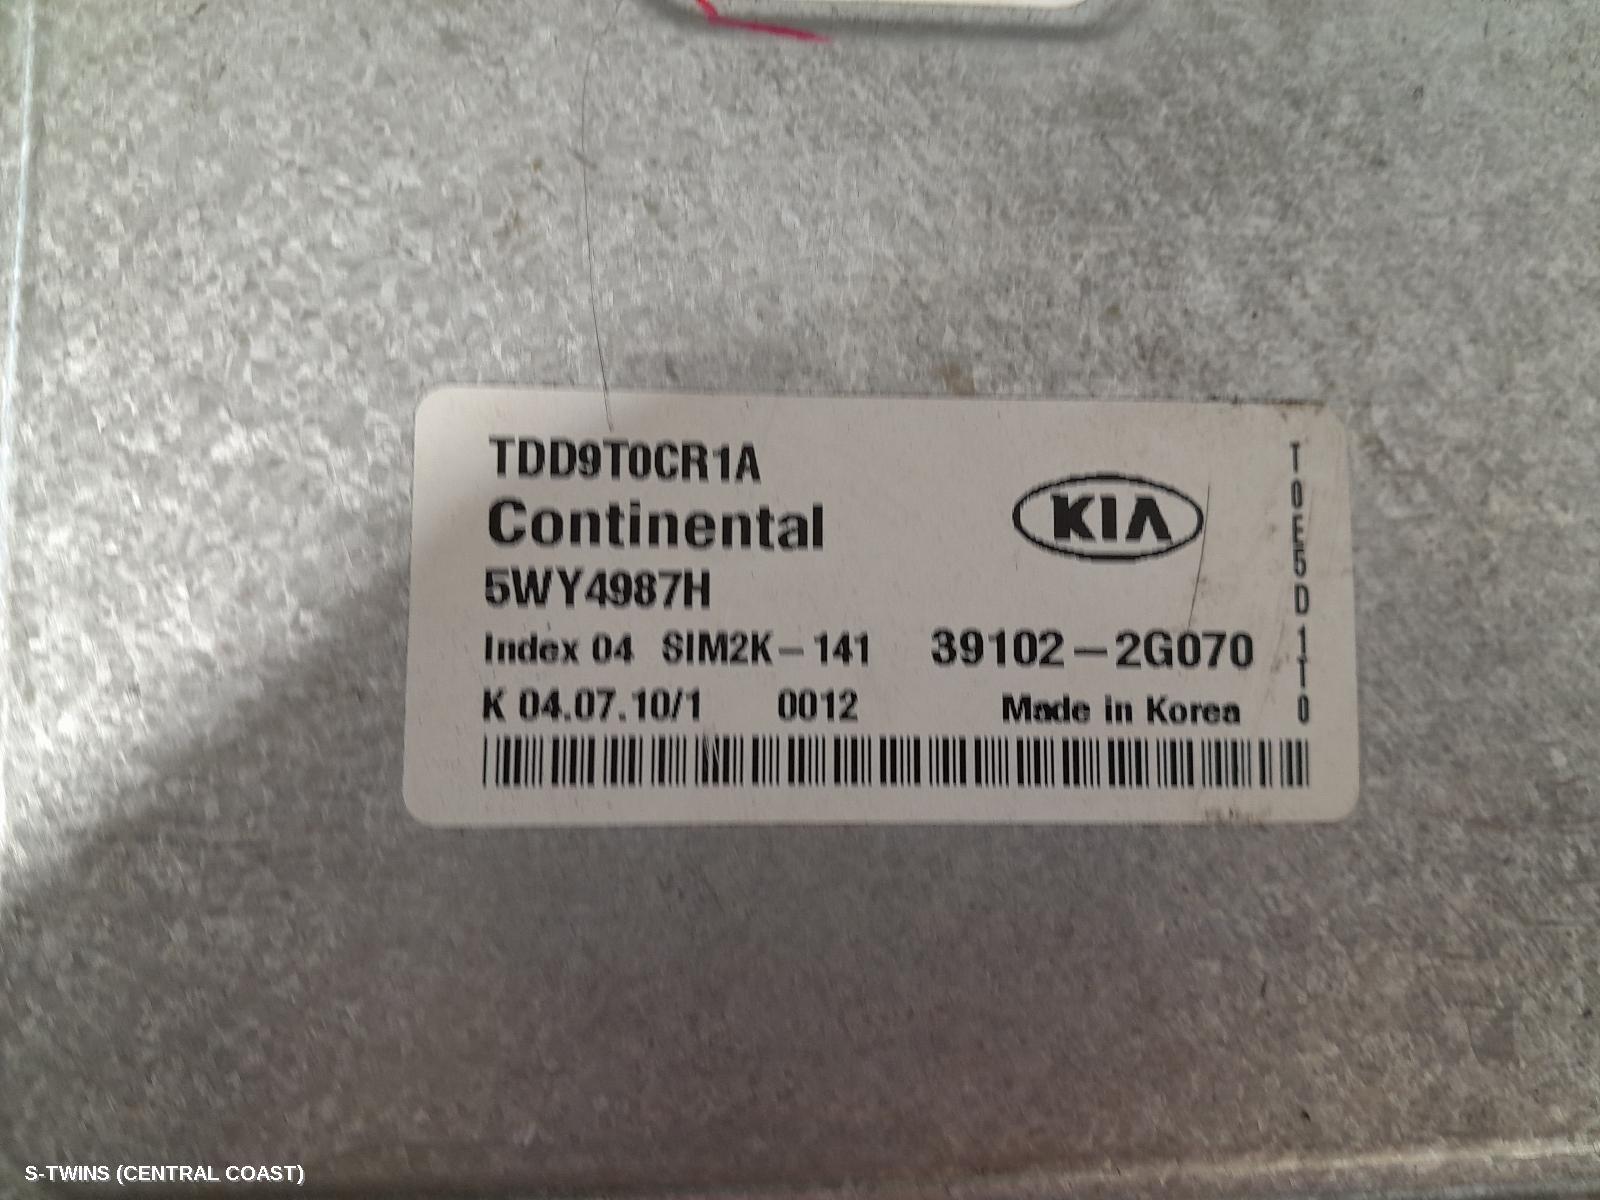 TDD9T0CR1A
Continental
KIA
5WY4987H
Index 04 SIM2K-141 39102-2G070
K 04.07.10/1 0012 Made in Korea
T0E5D1T0
S-TWINS (CENTRAL COAST)